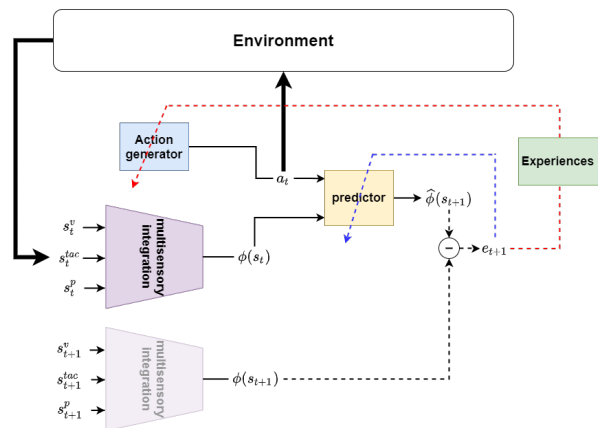 Environment
Action
generator
a_t
Experiences
predictor
\hat{ϕ}(s_{t+1})
s_t^v
s_t^{tac}
s_t^p
multisensory
integration
ϕ(s_t)
−
e_{t+1}
s_{t+1}^v
s_{t+1}^{tac}
s_{t+1}^p
multisensory
integration
ϕ(s_{t+1})